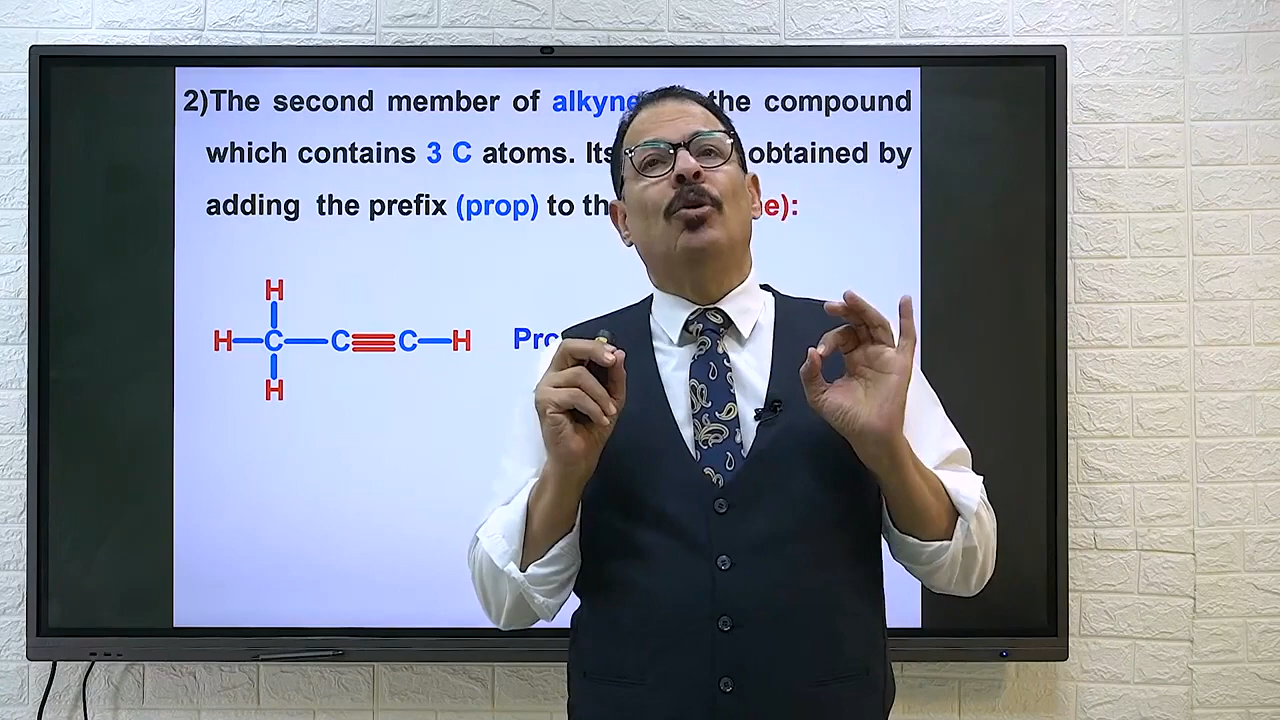 2)The second member of alkyne the compound
which contains 3 C atoms. Its obtained by
adding the prefix (prop) to th e):
H
H C C C H Pro
H